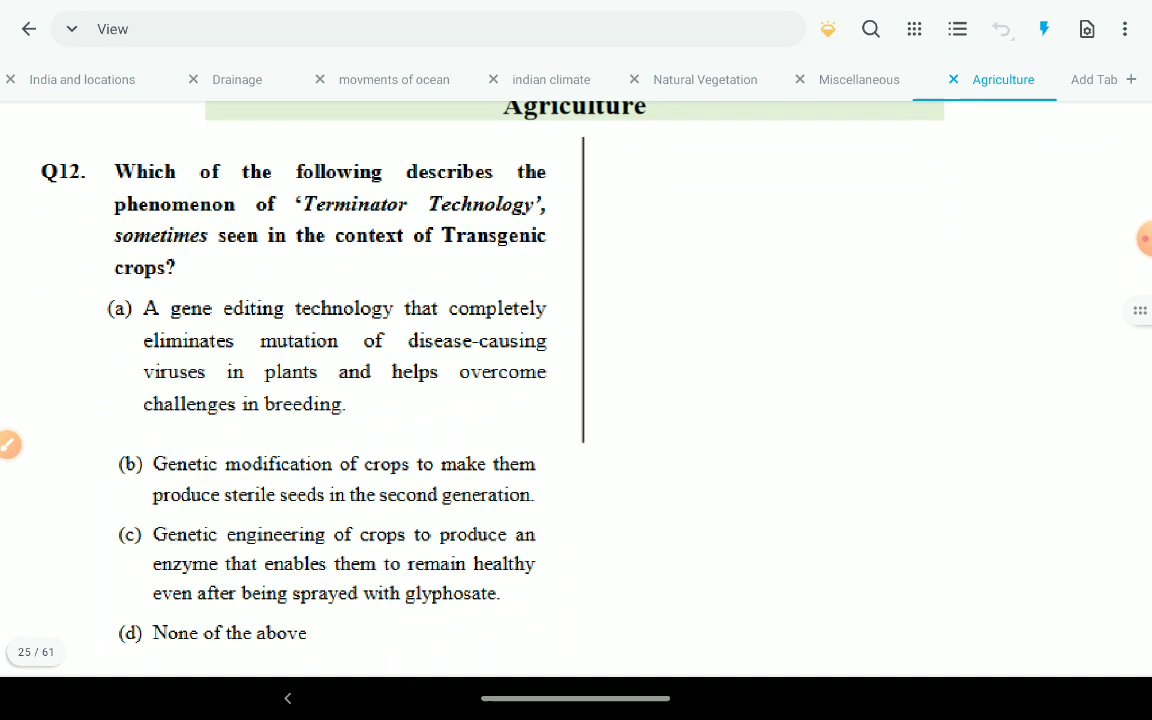 View
India and locations
Drainage
movments of ocean
indian climate
Natural Vegetation
Miscellaneous
Agriculture
Add Tab +
Agriculture
Q12. Which of the following describes the
phenomenon of ‘Terminator Technology’,
sometimes seen in the context of Transgenic
crops?
(a) A gene editing technology that completely
eliminates mutation of disease-causing
viruses in plants and helps overcome
challenges in breeding.
(b) Genetic modification of crops to make them
produce sterile seeds in the second generation.
(c) Genetic engineering of crops to produce an
enzyme that enables them to remain healthy
even after being sprayed with glyphosate.
(d) None of the above
25 / 61